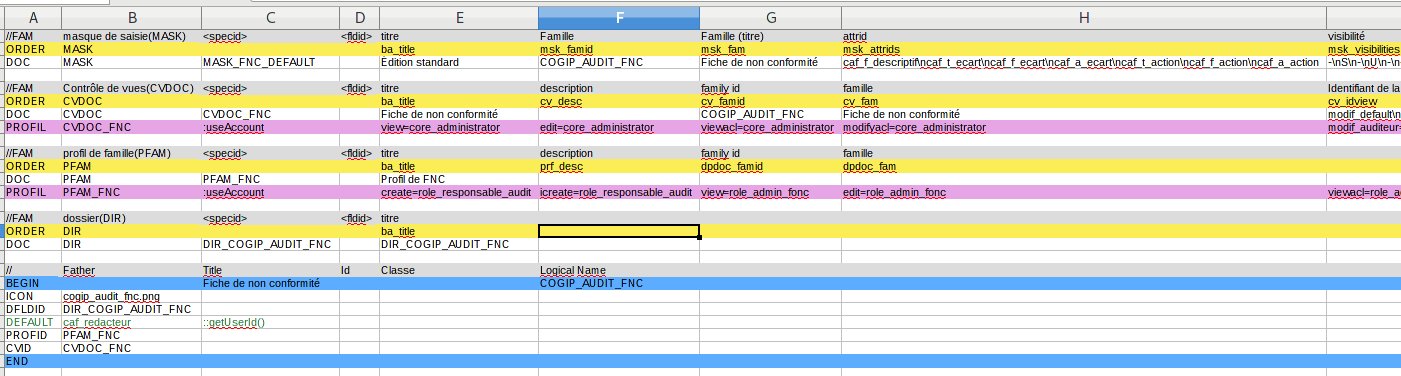 A B C D E F G H
//FAM masque de saisie(MASK) <specid> <fldid> titre Famille Famille (titre) attrid visibilité
ORDER MASK ba_title msk_famid msk_fam msk_attrids msk_visibilities
DOC MASK MASK_FNC_DEFAULT Édition standard COGIP_AUDIT_FNC Fiche de non conformité caf_f_descriptif\ncaf_t_ecart\ncaf_f_ecart\ncaf_a_ecart\ncaf_t_action\ncaf_f_action\ncaf_a_action -\nS\n-\nU\n-\n-
//FAM Contrôle de vues(CVDOC) <specid> <fldid> titre description family id famille Identifiant de la
ORDER CVDOC ba_title cv_desc cv_famid cv_fam cv_idview
DOC CVDOC CVDOC_FNC Fiche de non conformité COGIP_AUDIT_FNC Fiche de non conformité modif_default\n
PROFIL CVDOC_FNC :useAccount view=core_administrator edit=core_administrator viewacl=core_administrator modifyacl=core_administrator modif_auditeur=
//FAM profil de famille(PFAM) <specid> <fldid> titre description family id famille
ORDER PFAM ba_title prf_desc dpdoc_famid dpdoc_fam
DOC PFAM PFAM_FNC Profil de FNC
PROFIL PFAM_FNC :useAccount create=role_responsable_audit icreate=role_responsable_audit view=role_admin_fonc edit=role_admin_fonc viewacl=role_a
//FAM dossier(DIR) <specid> <fldid> titre
ORDER DIR ba_title
DOC DIR DIR_COGIP_AUDIT_FNC DIR_COGIP_AUDIT_FNC
// Father Title Id Classe Logical Name
BEGIN Fiche de non conformité COGIP_AUDIT_FNC
ICON cogip_audit_fnc.png
DFLDID DIR_COGIP_AUDIT_FNC
DEFAULT caf_redacteur ::getUserId()
PROFID PFAM_FNC
CVID CVDOC_FNC
END